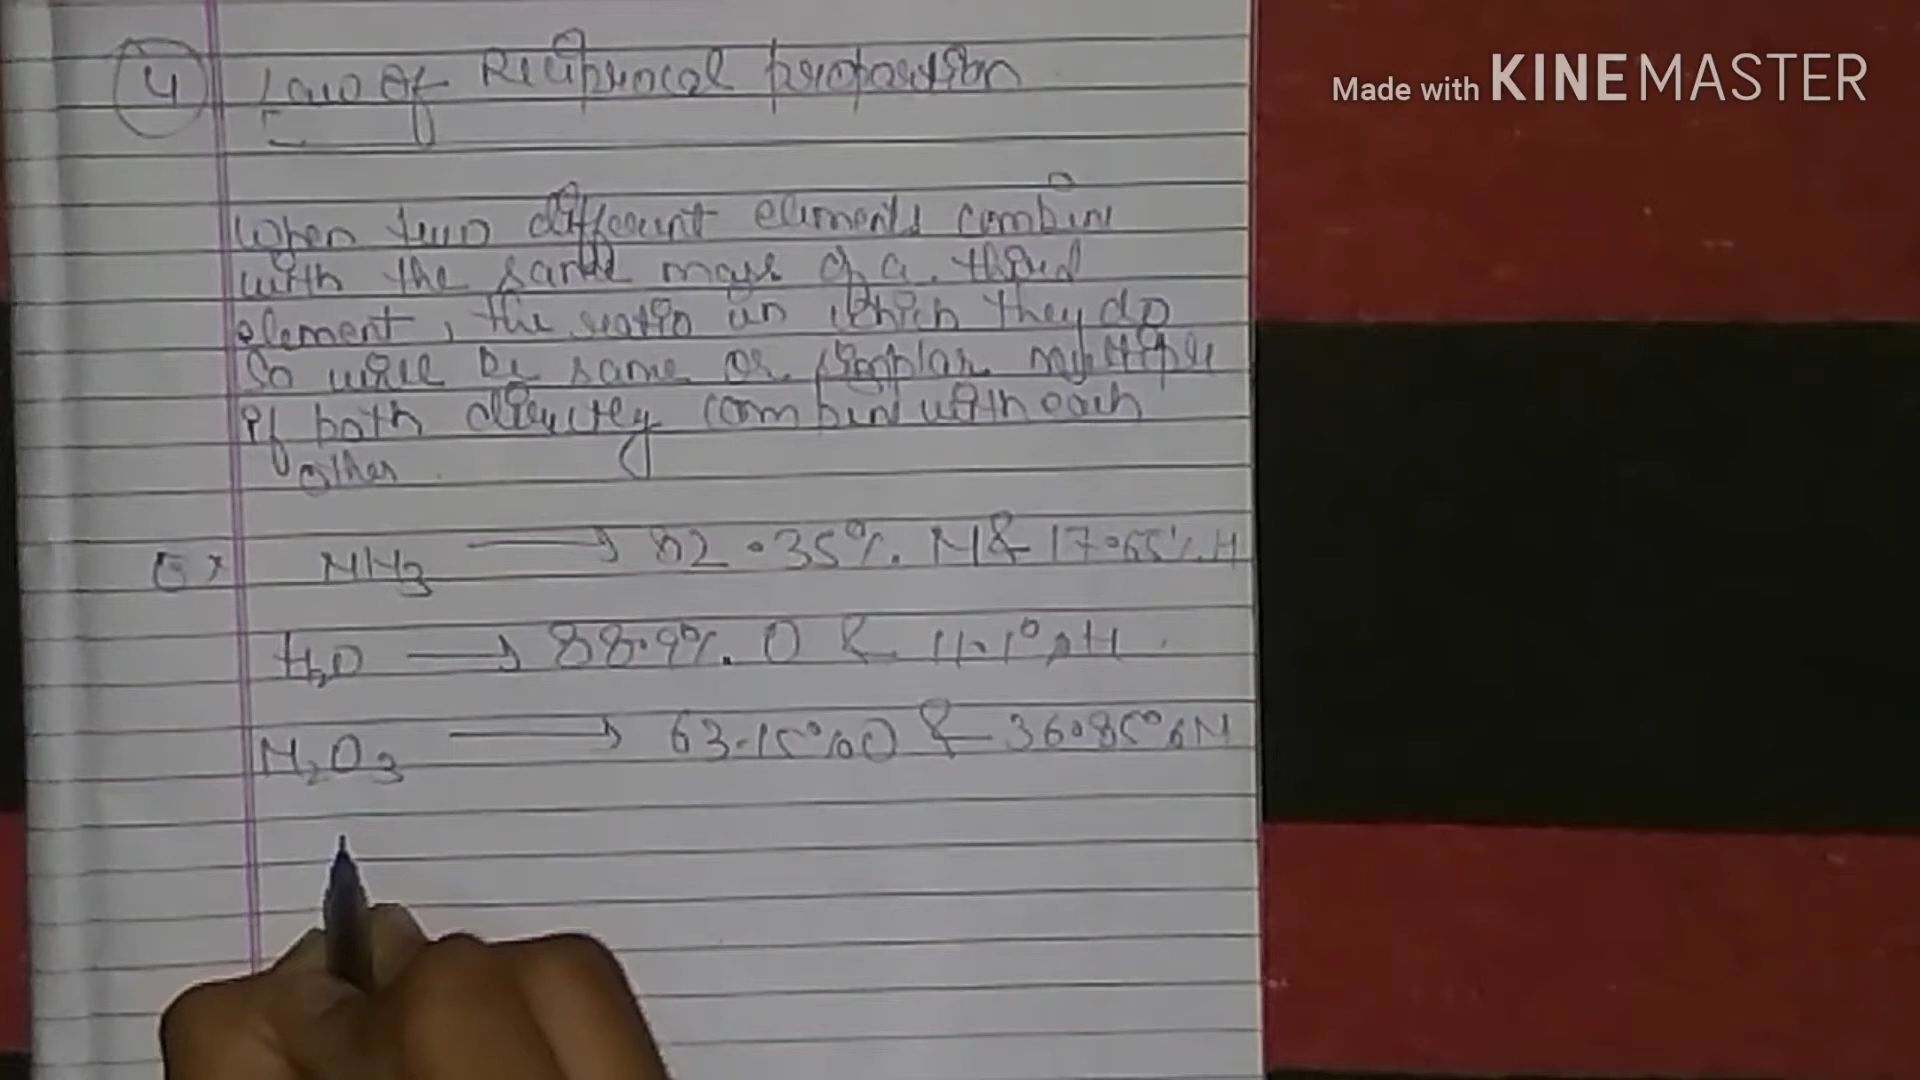 Made with KINEMASTER
4 Law of Reciprocal proportion
When two different elements combine
with the same mass of a third
element, the ratio in which they do
so will be same or simplar multiple
if both directly combine with each
other.
Ex NH3 → 82.35% N & 17.65% H
H2O → 88.9% O & 11.1% H.
N2O3 → 63.15% O & 36.85% N